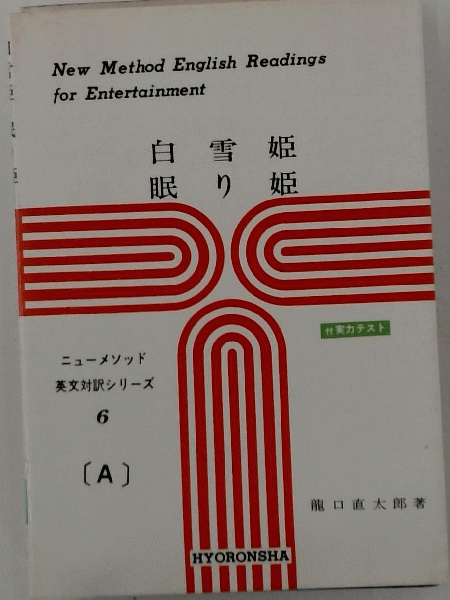 New Method English Readings
for Entertainment
白雪姫
眠り姫
付実力テスト
ニューメソッド
英文対訳シリーズ
6
〔A〕
龍口直太郎著
HYORONSHA